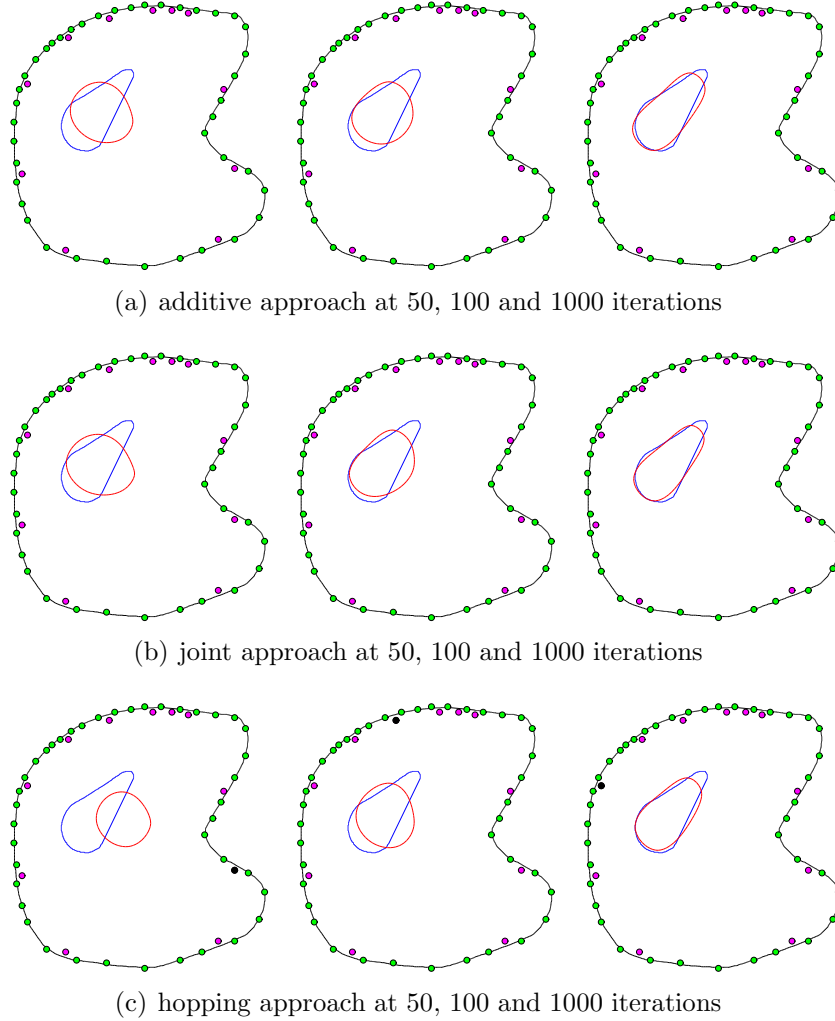 (a) additive approach at 50, 100 and 1000 iterations
(b) joint approach at 50, 100 and 1000 iterations
(c) hopping approach at 50, 100 and 1000 iterations